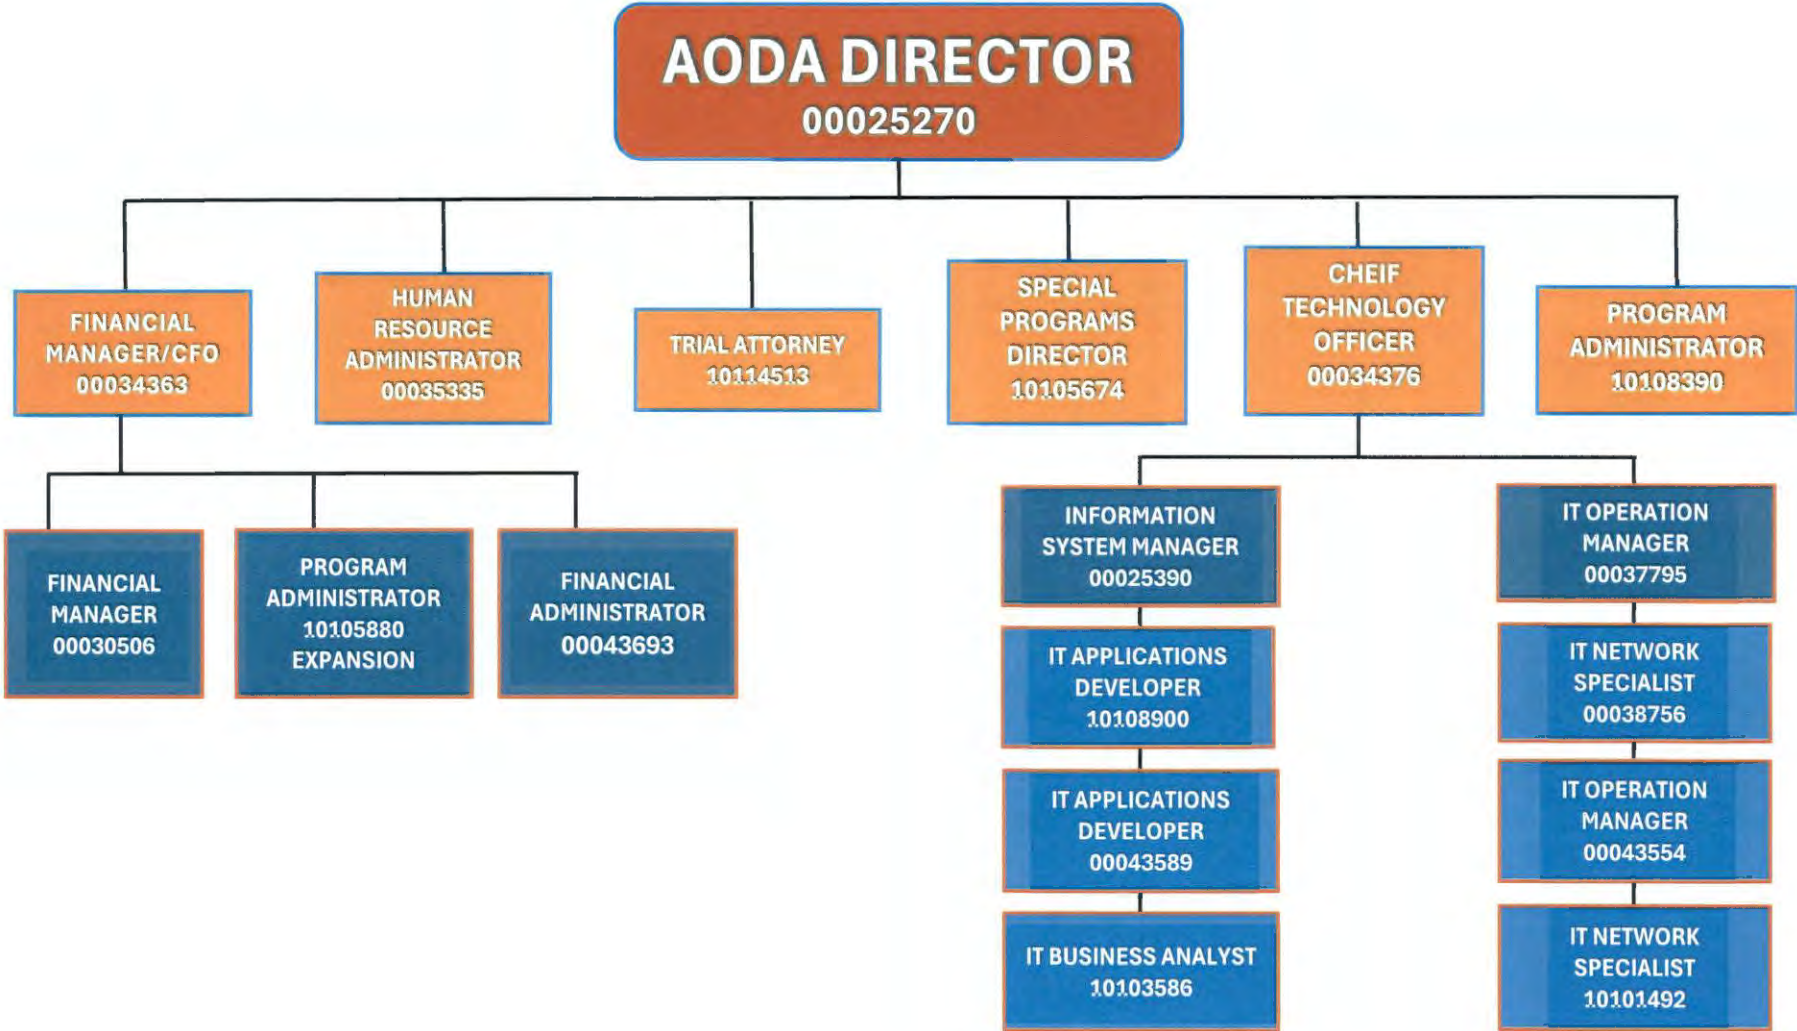 AODA DIRECTOR
00025270
FINANCIAL
MANAGER/CFO
00034363
HUMAN
RESOURCE
ADMINISTRATOR
00035335
TRIAL ATTORNEY
10114513
SPECIAL
PROGRAMS
DIRECTOR
10105674
CHEIF
TECHNOLOGY
OFFICER
00034376
PROGRAM
ADMINISTRATOR
10108390
FINANCIAL
MANAGER
00030506
PROGRAM
ADMINISTRATOR
10105880
EXPANSION
FINANCIAL
ADMINISTRATOR
00043693
INFORMATION
SYSTEM MANAGER
00025390
IT APPLICATIONS
DEVELOPER
10108900
IT APPLICATIONS
DEVELOPER
00043589
IT BUSINESS ANALYST
10103586
IT OPERATION
MANAGER
00037795
IT NETWORK
SPECIALIST
00038756
IT OPERATION
MANAGER
00043554
IT NETWORK
SPECIALIST
10101492